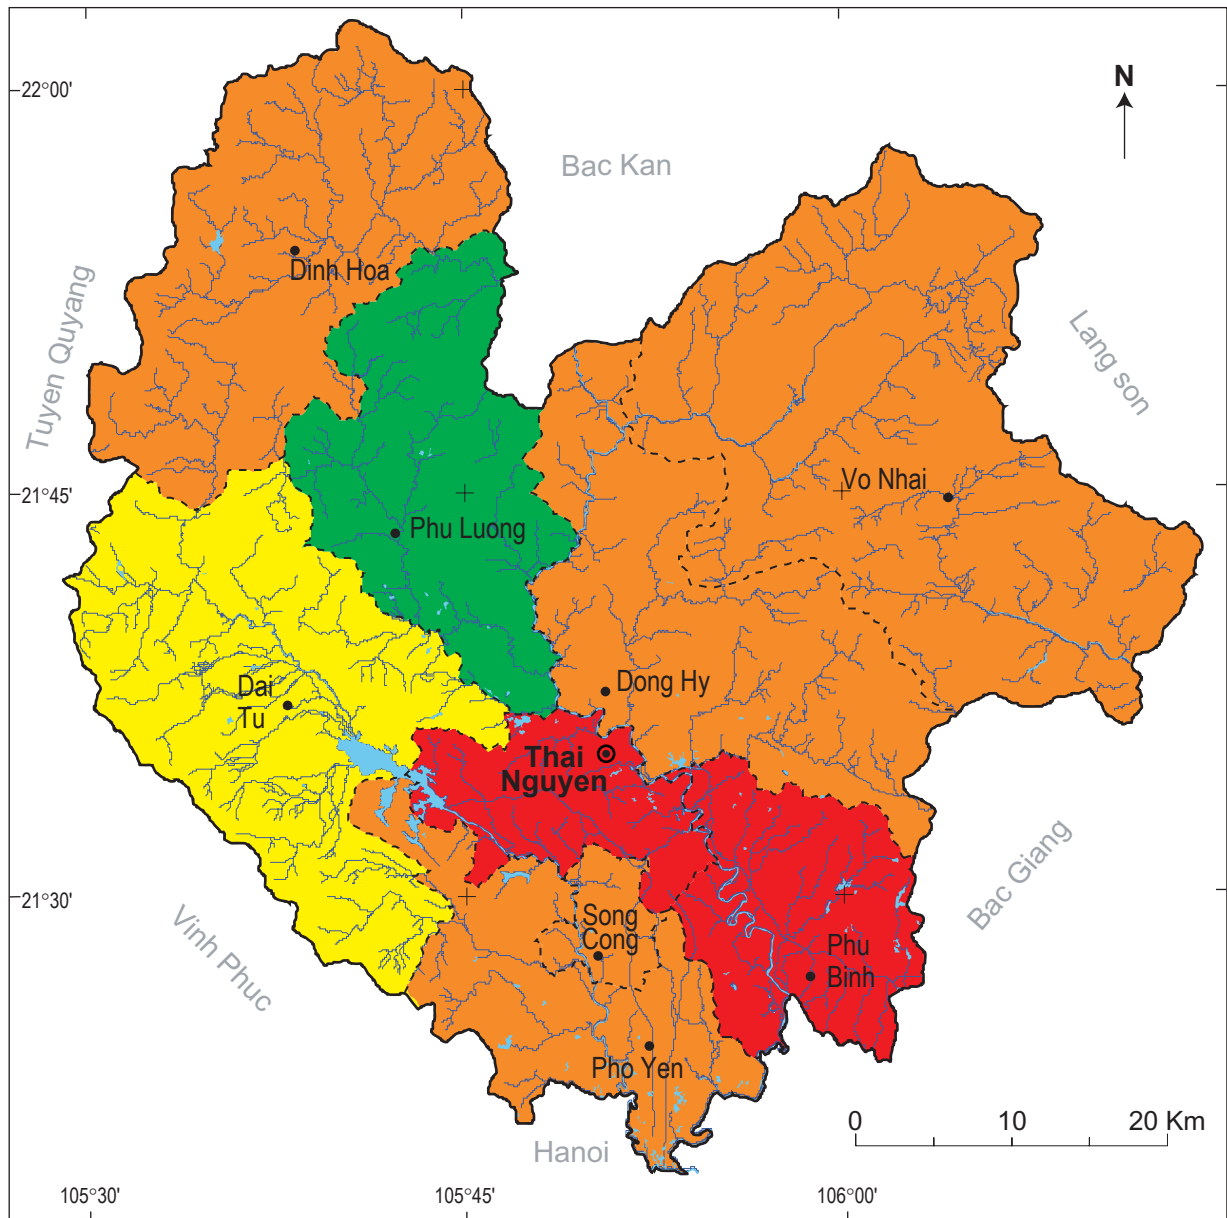 22°00'
N
Bac Kan
Dinh Hoa
Tuyen Quyang
Lang son
21°45'
Vo Nhai
Phu Luong
Dong Hy
Dai
Tu
Thai
Nguyen
21°30'
Bac Giang
Vinh Phuc
Song
Cong
Phu
Binh
Pho Yen
0 10 20 Km
Hanoi
105°30' 105°45' 106°00'